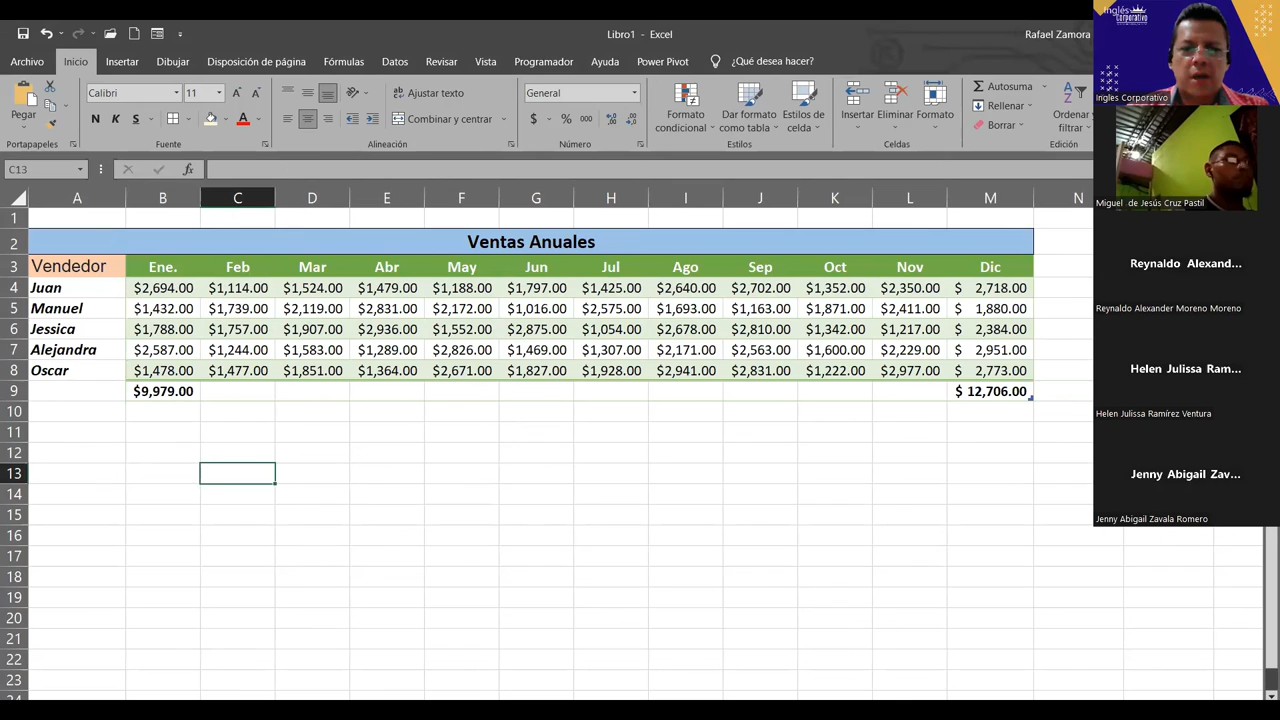 Libro1 - Excel
Rafael Zamora
Archivo Inicio Insertar Dibujar Disposición de página Fórmulas Datos Revisar Vista Programador Ayuda Power Pivot ¿Qué desea hacer?
Pegar
Calibri 11
N K S
Ajustar texto
Combinar y centrar
General
$ % 000
Formato condicional
Dar formato como tabla
Estilos de celda
Insertar Eliminar Formato
Autosuma
Rellenar
Borrar
Ordenar y filtrar
Portapapeles Fuente Alineación Número Estilos Celdas Edición
C13 fx
A B C D E F G H I J K L M N
1
2 Ventas Anuales
3 Vendedor Ene. Feb Mar Abr May Jun Jul Ago Sep Oct Nov Dic
4 Juan $2,694.00 $1,114.00 $1,524.00 $1,479.00 $1,188.00 $1,797.00 $1,425.00 $2,640.00 $2,702.00 $1,352.00 $2,350.00 $ 2,718.00
5 Manuel $1,432.00 $1,739.00 $2,119.00 $2,831.00 $2,172.00 $1,016.00 $2,575.00 $1,693.00 $1,163.00 $1,871.00 $2,411.00 $ 1,880.00
6 Jessica $1,788.00 $1,757.00 $1,907.00 $2,936.00 $1,552.00 $2,875.00 $1,054.00 $2,678.00 $2,810.00 $1,342.00 $1,217.00 $ 2,384.00
7 Alejandra $2,587.00 $1,244.00 $1,583.00 $1,289.00 $2,826.00 $1,469.00 $1,307.00 $2,171.00 $2,563.00 $1,600.00 $2,229.00 $ 2,951.00
8 Oscar $1,478.00 $1,477.00 $1,851.00 $1,364.00 $2,671.00 $1,827.00 $1,928.00 $2,941.00 $2,831.00 $1,222.00 $2,977.00 $ 2,773.00
9 $9,979.00 $ 12,706.00
10
11
12
13
14
15
16
17
18
19
20
21
22
23
Inglés
Corporativo
Ingles Corporativo
Miguel de Jesús Cruz Pastil
Reynaldo Alexand...
Reynaldo Alexander Moreno Moreno
Helen Julissa Ram...
Helen Julissa Ramírez Ventura
Jenny Abigail Zav...
Jenny Abigail Zavala Romero